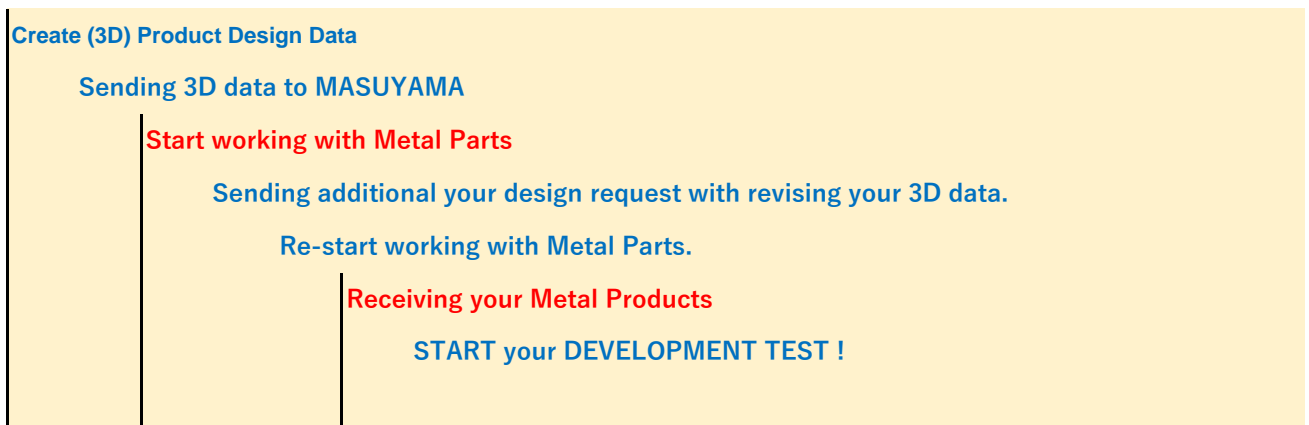 Create (3D) Product Design Data
Sending 3D data to MASUYAMA
Start working with Metal Parts
Sending additional your design request with revising your 3D data.
Re-start working with Metal Parts.
Receiving your Metal Products
START your DEVELOPMENT TEST !